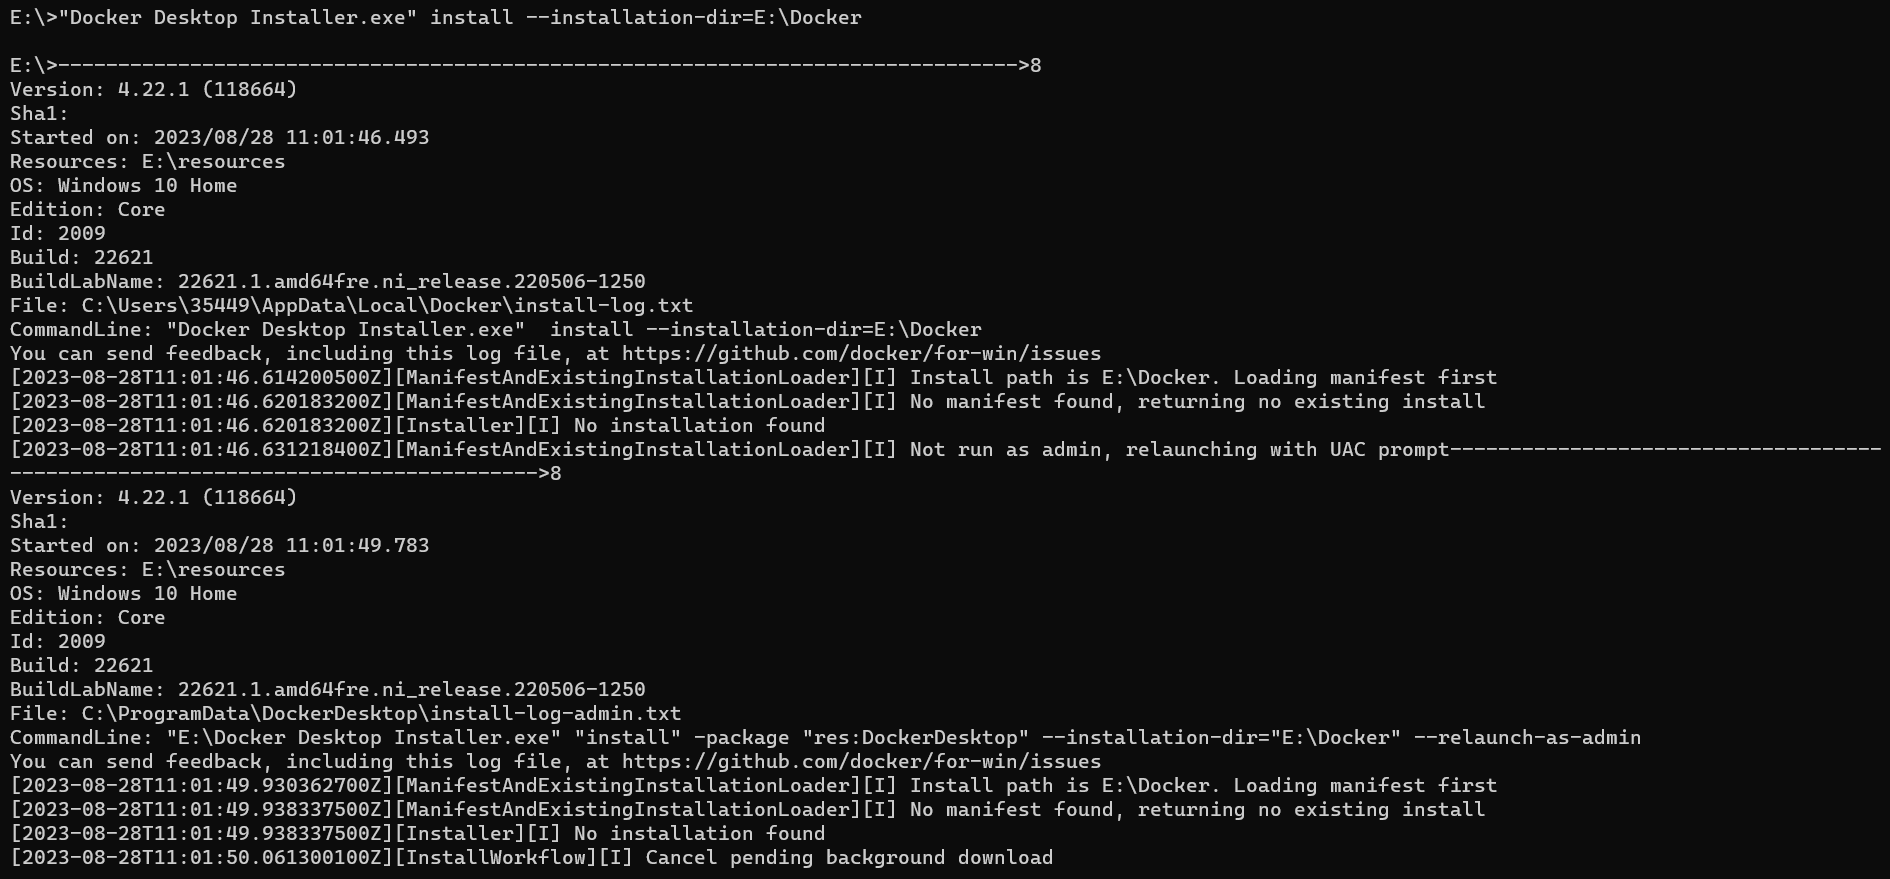 E:\>"Docker Desktop Installer.exe" install --installation-dir=E:\Docker
E:\>-------------------------------------------------------------------------------->8
Version: 4.22.1 (118664)
Sha1:
Started on: 2023/08/28 11:01:46.493
Resources: E:\resources
OS: Windows 10 Home
Edition: Core
Id: 2009
Build: 22621
BuildLabName: 22621.1.amd64fre.ni_release.220506-1250
File: C:\Users\35449\AppData\Local\Docker\install-log.txt
CommandLine: "Docker Desktop Installer.exe"  install --installation-dir=E:\Docker
You can send feedback, including this log file, at https://github.com/docker/for-win/issues
[2023-08-28T11:01:46.614200500Z][ManifestAndExistingInstallationLoader][I] Install path is E:\Docker. Loading manifest first
[2023-08-28T11:01:46.620183200Z][ManifestAndExistingInstallationLoader][I] No manifest found, returning no existing install
[2023-08-28T11:01:46.620183200Z][Installer][I] No installation found
[2023-08-28T11:01:46.631218400Z][ManifestAndExistingInstallationLoader][I] Not run as admin, relaunching with UAC prompt------------------------------------
-------------------------------------------->8
Version: 4.22.1 (118664)
Sha1:
Started on: 2023/08/28 11:01:49.783
Resources: E:\resources
OS: Windows 10 Home
Edition: Core
Id: 2009
Build: 22621
BuildLabName: 22621.1.amd64fre.ni_release.220506-1250
File: C:\ProgramData\DockerDesktop\install-log-admin.txt
CommandLine: "E:\Docker Desktop Installer.exe" "install" -package "res:DockerDesktop" --installation-dir="E:\Docker" --relaunch-as-admin
You can send feedback, including this log file, at https://github.com/docker/for-win/issues
[2023-08-28T11:01:49.930362700Z][ManifestAndExistingInstallationLoader][I] Install path is E:\Docker. Loading manifest first
[2023-08-28T11:01:49.938337500Z][ManifestAndExistingInstallationLoader][I] No manifest found, returning no existing install
[2023-08-28T11:01:49.938337500Z][Installer][I] No installation found
[2023-08-28T11:01:50.061300100Z][InstallWorkflow][I] Cancel pending background download